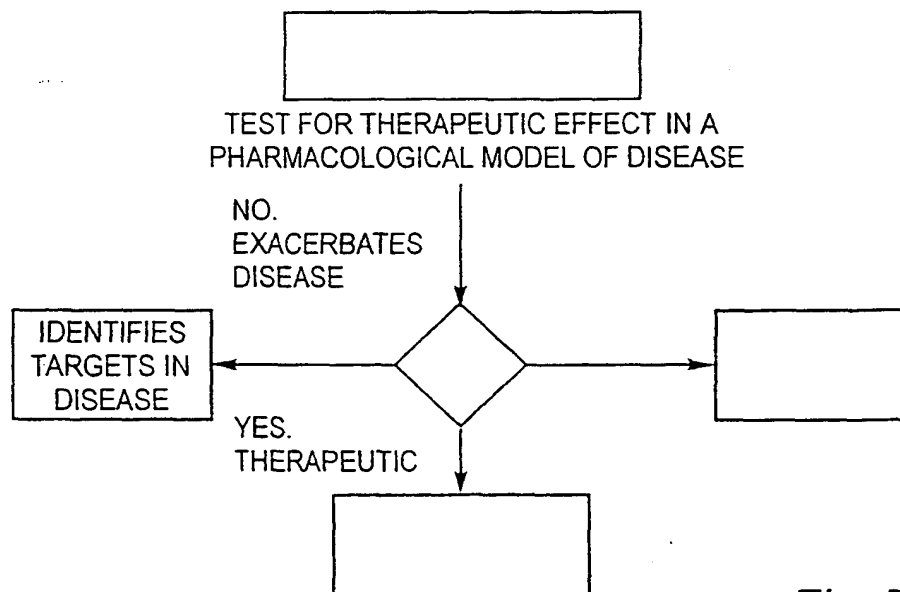 TEST FOR THERAPEUTIC EFFECT IN A
PHARMACOLOGICAL MODEL OF DISEASE
NO.
EXACERBATES
DISEASE
IDENTIFIES
TARGETS IN
DISEASE
YES.
THERAPEUTIC